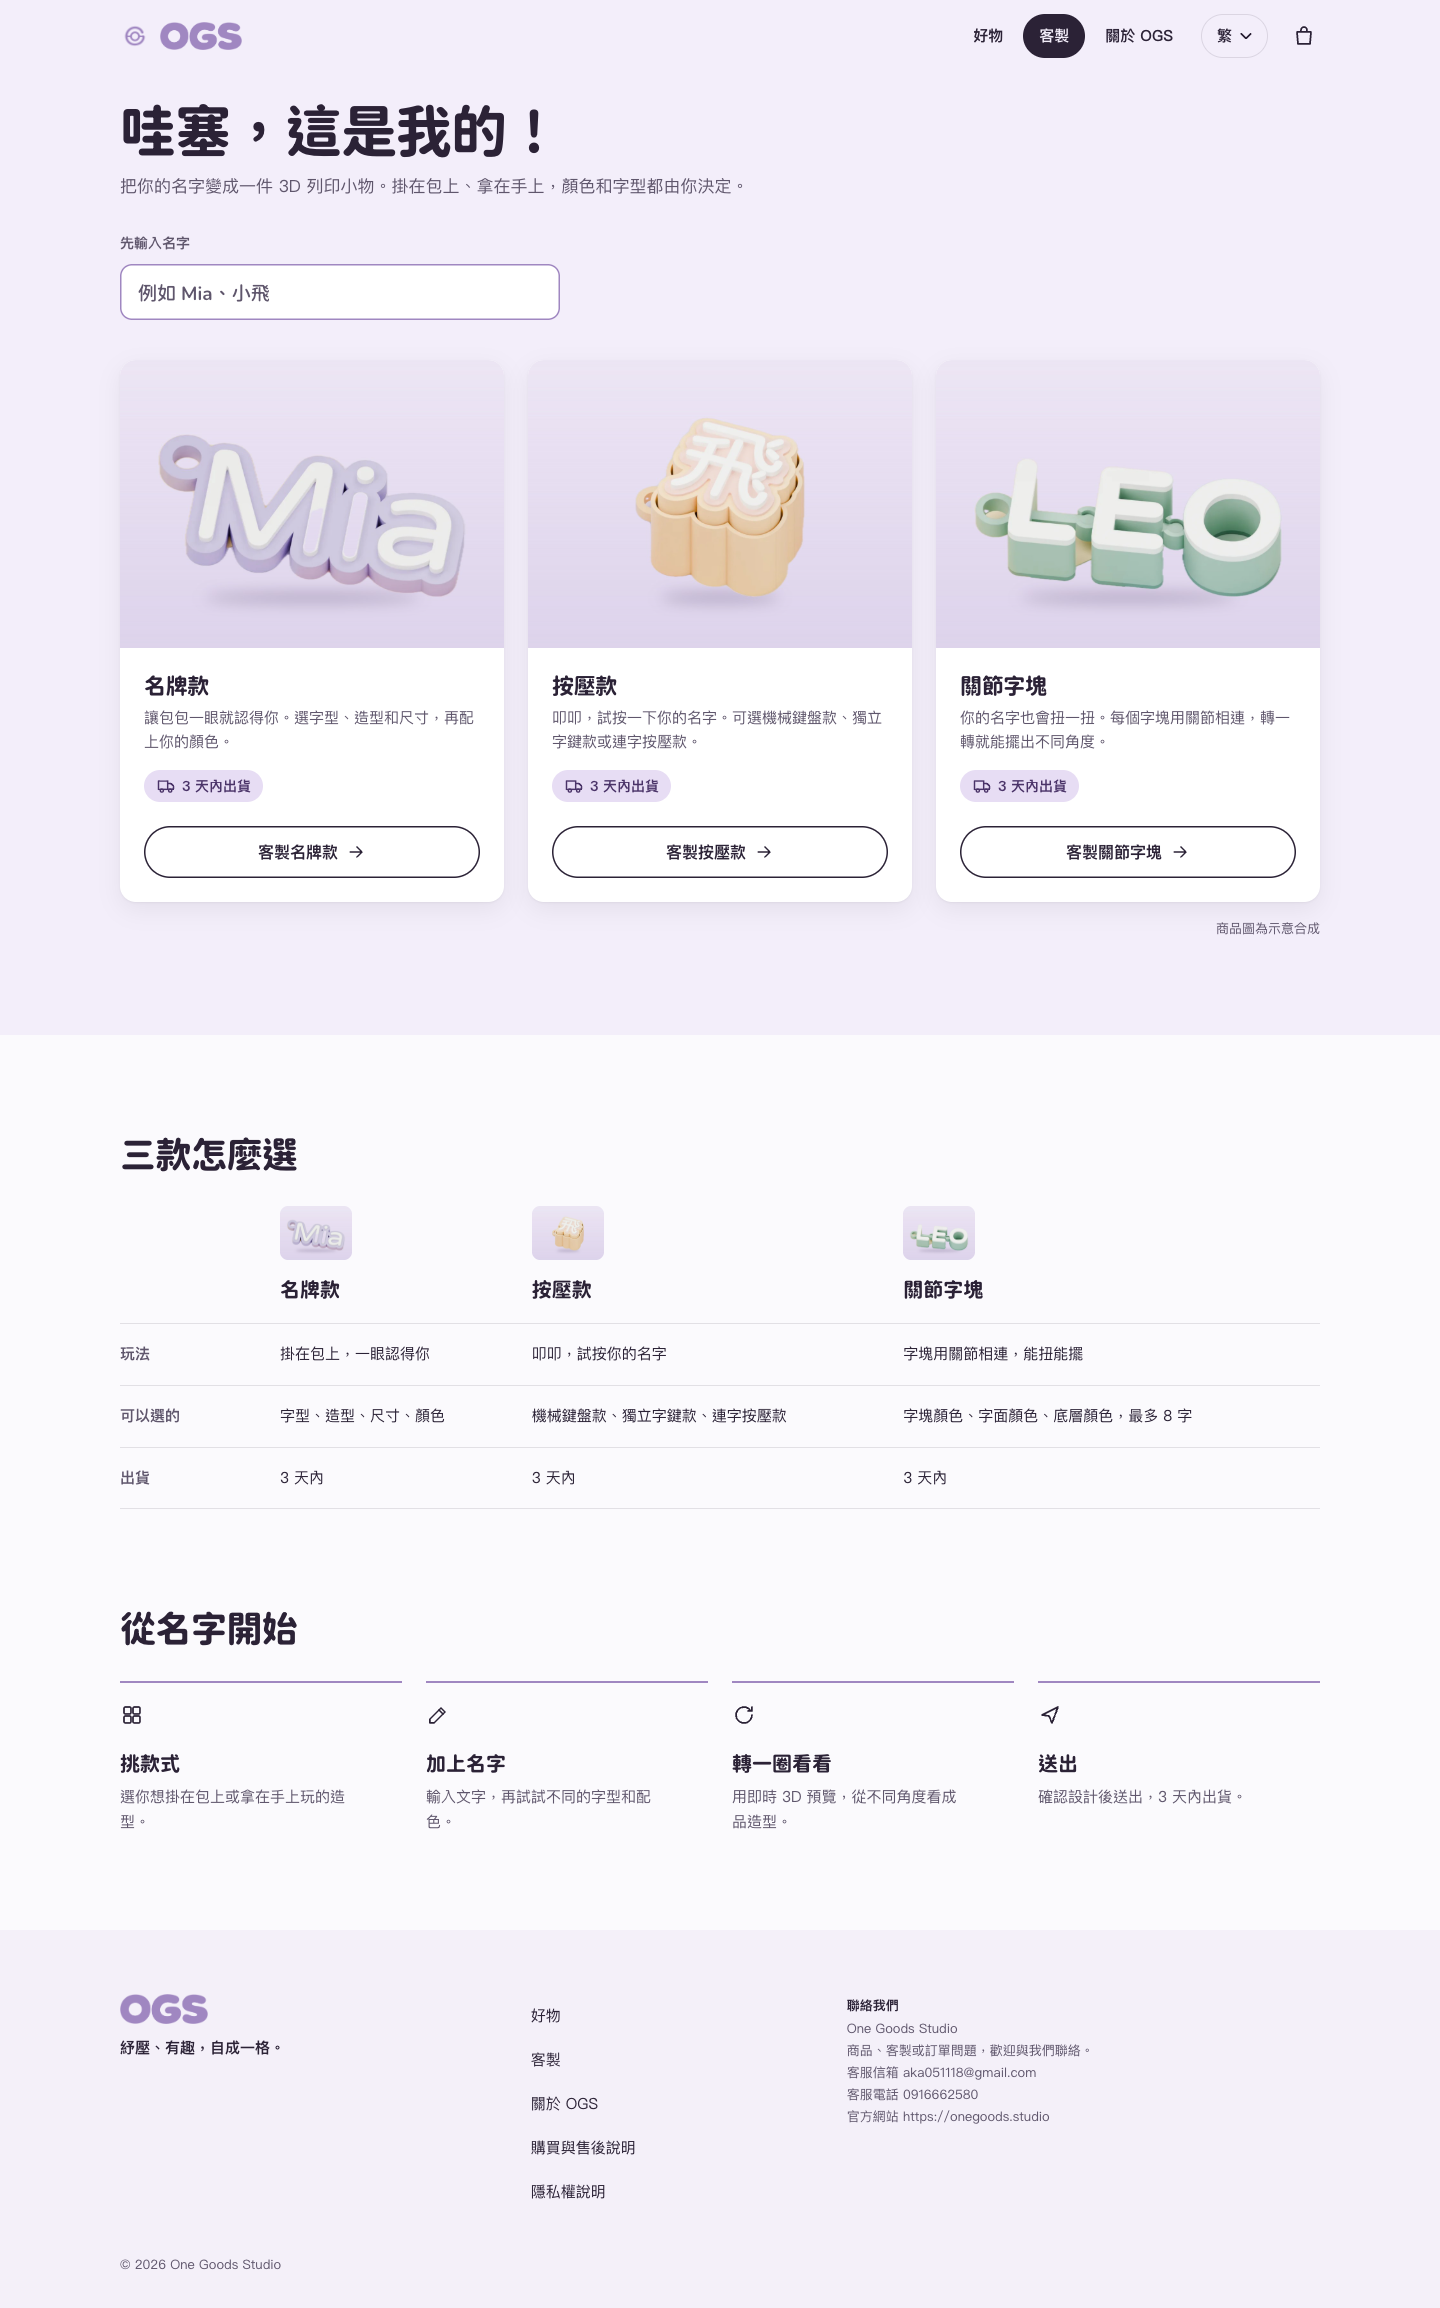 OGS
好物
客製
關於 OGS
繁
哇塞，這是我的！
把你的名字變成一件 3D 列印小物。掛在包上、拿在手上，顏色和字型都由你決定。
先輸入名字
例如 Mia、小飛
Mia
飛
LEO
名牌款
讓包包一眼就認得你。選字型、造型和尺寸，再配
上你的顏色。
3 天內出貨
客製名牌款
按壓款
叩叩，試按一下你的名字。可選機械鍵盤款、獨立
字鍵款或連字按壓款。
3 天內出貨
客製按壓款
關節字塊
你的名字也會扭一扭。每個字塊用關節相連，轉一
轉就能擺出不同角度。
3 天內出貨
客製關節字塊
商品圖為示意合成
三款怎麼選
Mia
飛
LEO
名牌款
按壓款
關節字塊
玩法
掛在包上，一眼認得你
叩叩，試按你的名字
字塊用關節相連，能扭能擺
可以選的
字型、造型、尺寸、顏色
機械鍵盤款、獨立字鍵款、連字按壓款
字塊顏色、字面顏色、底層顏色，最多 8 字
出貨
3 天內
3 天內
3 天內
從名字開始
挑款式
選你想掛在包上或拿在手上玩的造
型。
加上名字
輸入文字，再試試不同的字型和配
色。
轉一圈看看
用即時 3D 預覽，從不同角度看成
品造型。
送出
確認設計後送出，3 天內出貨。
OGS
紓壓、有趣，自成一格。
好物
客製
關於 OGS
購買與售後說明
隱私權說明
聯絡我們
One Goods Studio
商品、客製或訂單問題，歡迎與我們聯絡。
客服信箱 aka051118@gmail.com
客服電話 0916662580
官方網站 https://onegoods.studio
© 2026 One Goods Studio